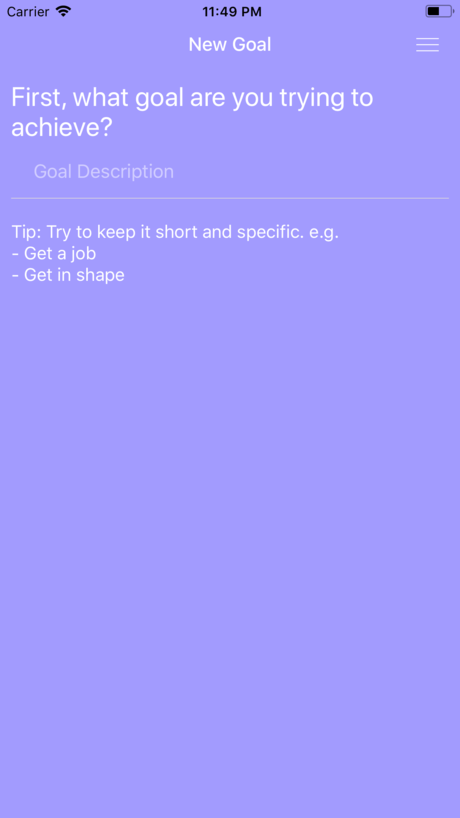 Carrier 11:49 PM
New Goal
First, what goal are you trying to
achieve?
Goal Description
Tip: Try to keep it short and specific. e.g.
- Get a job
- Get in shape